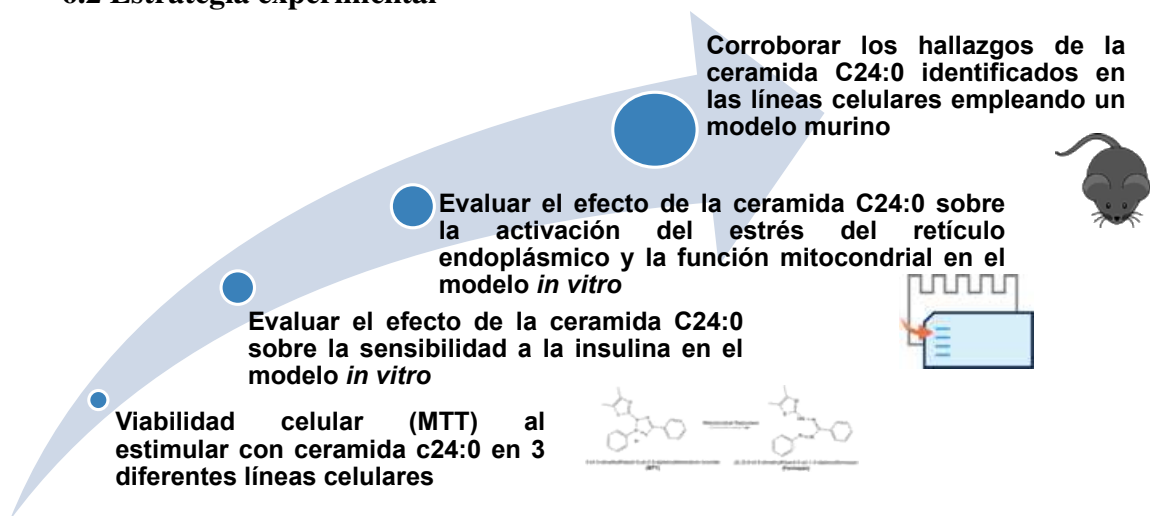 6.2 Estrategia experimental
Corroborar los hallazgos de la
ceramida C24:0 identificados en
las líneas celulares empleando un
modelo murino
Evaluar el efecto de la ceramida C24:0 sobre
la activación del estrés del retículo
endoplásmico y la función mitocondrial en el
modelo in vitro
Evaluar el efecto de la ceramida C24:0
sobre la sensibilidad a la insulina en el
modelo in vitro
Viabilidad celular (MTT) al
estimular con ceramida c24:0 en 3
diferentes líneas celulares
(MTT)